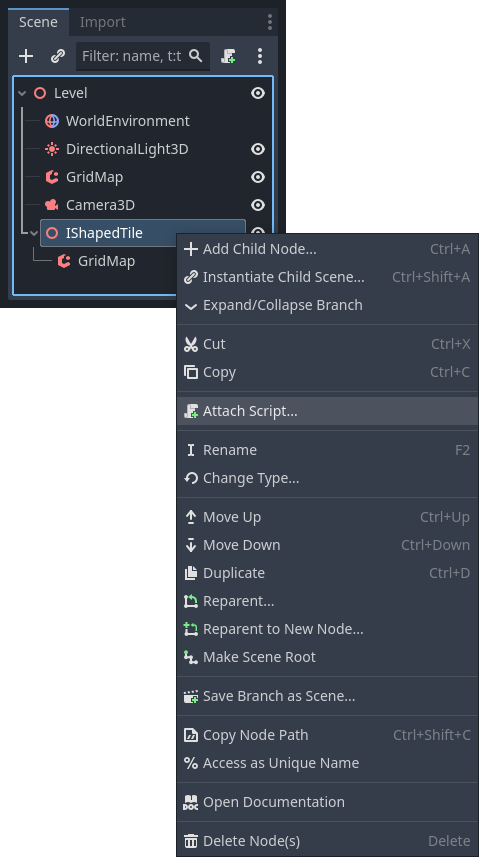 Scene Import
Filter: name, t:t
Level
WorldEnvironment
DirectionalLight3D
GridMap
Camera3D
IShapedTile
GridMap
Add Child Node... Ctrl+A
Instantiate Child Scene... Ctrl+Shift+A
Expand/Collapse Branch
Cut Ctrl+X
Copy Ctrl+C
Attach Script...
Rename F2
Change Type...
Move Up Ctrl+Up
Move Down Ctrl+Down
Duplicate Ctrl+D
Reparent...
Reparent to New Node...
Make Scene Root
Save Branch as Scene...
Copy Node Path Ctrl+Shift+C
% Access as Unique Name
DOC Open Documentation
Delete Node(s) Delete